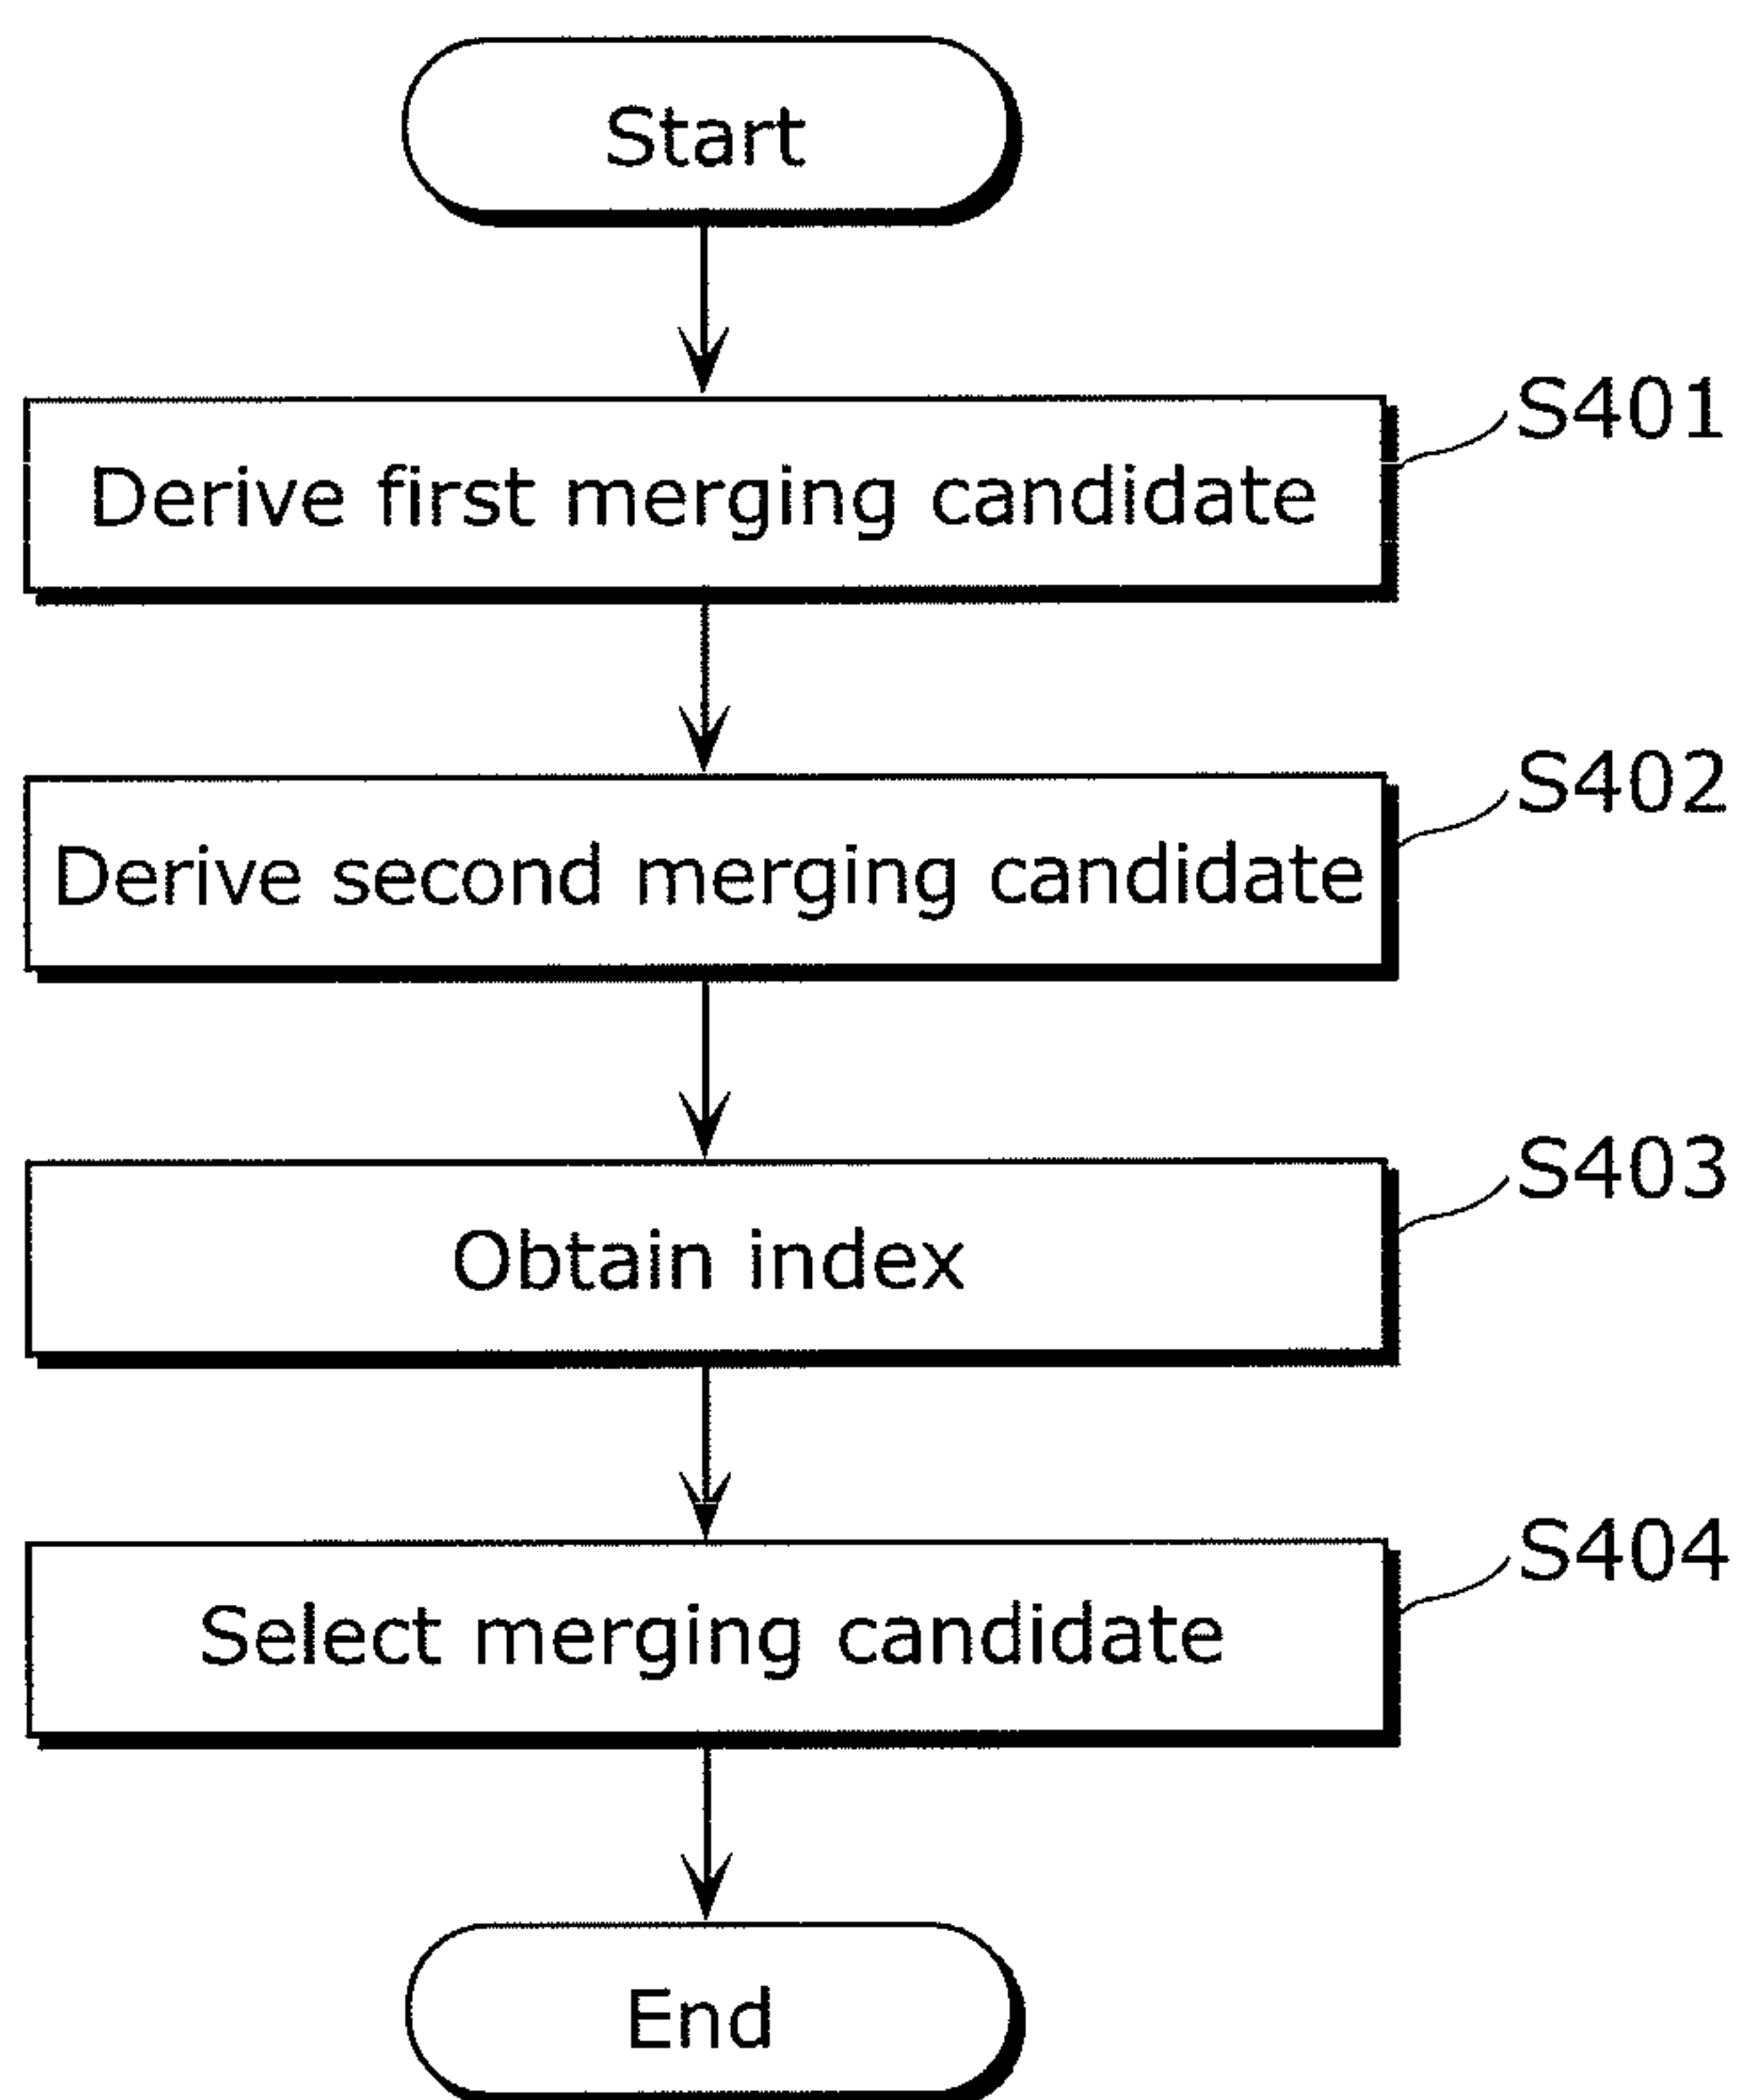 Start
S401
Derive first merging candidate
S402
Derive second merging candidate
S403
Obtain index
S404
Select merging candidate
End